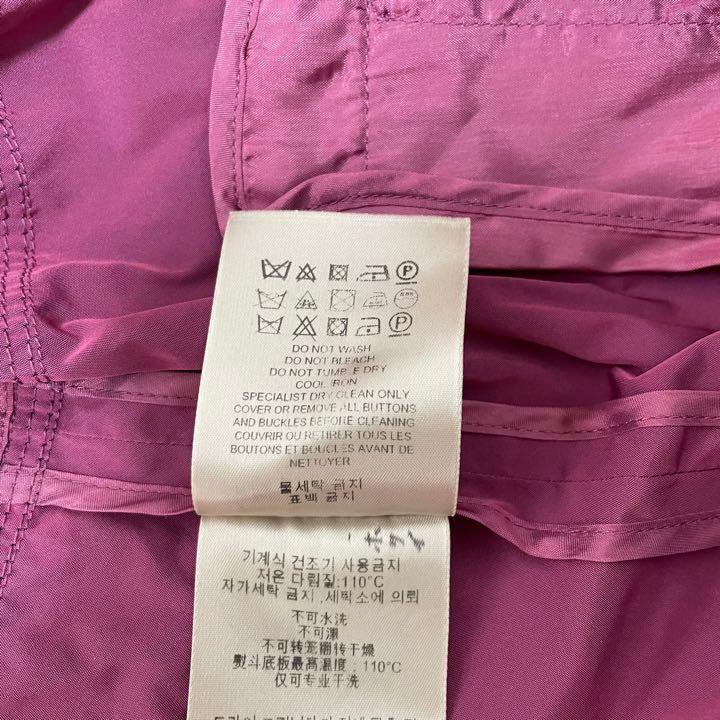 DO NOT WASH
DO NOT BLEACH
DO NOT TUMBLE DRY
COOL IRON
SPECIALIST DRY CLEAN ONLY
COVER OR REMOVE ALL BUTTONS
AND BUCKLES BEFORE CLEANING
COUVRIR OU RETIRER TOUS LES
BOUTONS ET BOUCLES AVANT DE
NETTOYER
물세탁 금지
표백 금지
기계식 건조기 사용금지
저온 다림질:110°C
자가세탁 금지,세탁소에 의뢰
不可水洗
不可漂
不可转笼翻转干燥
熨斗底板最高温度:110°C
仅可专业干洗